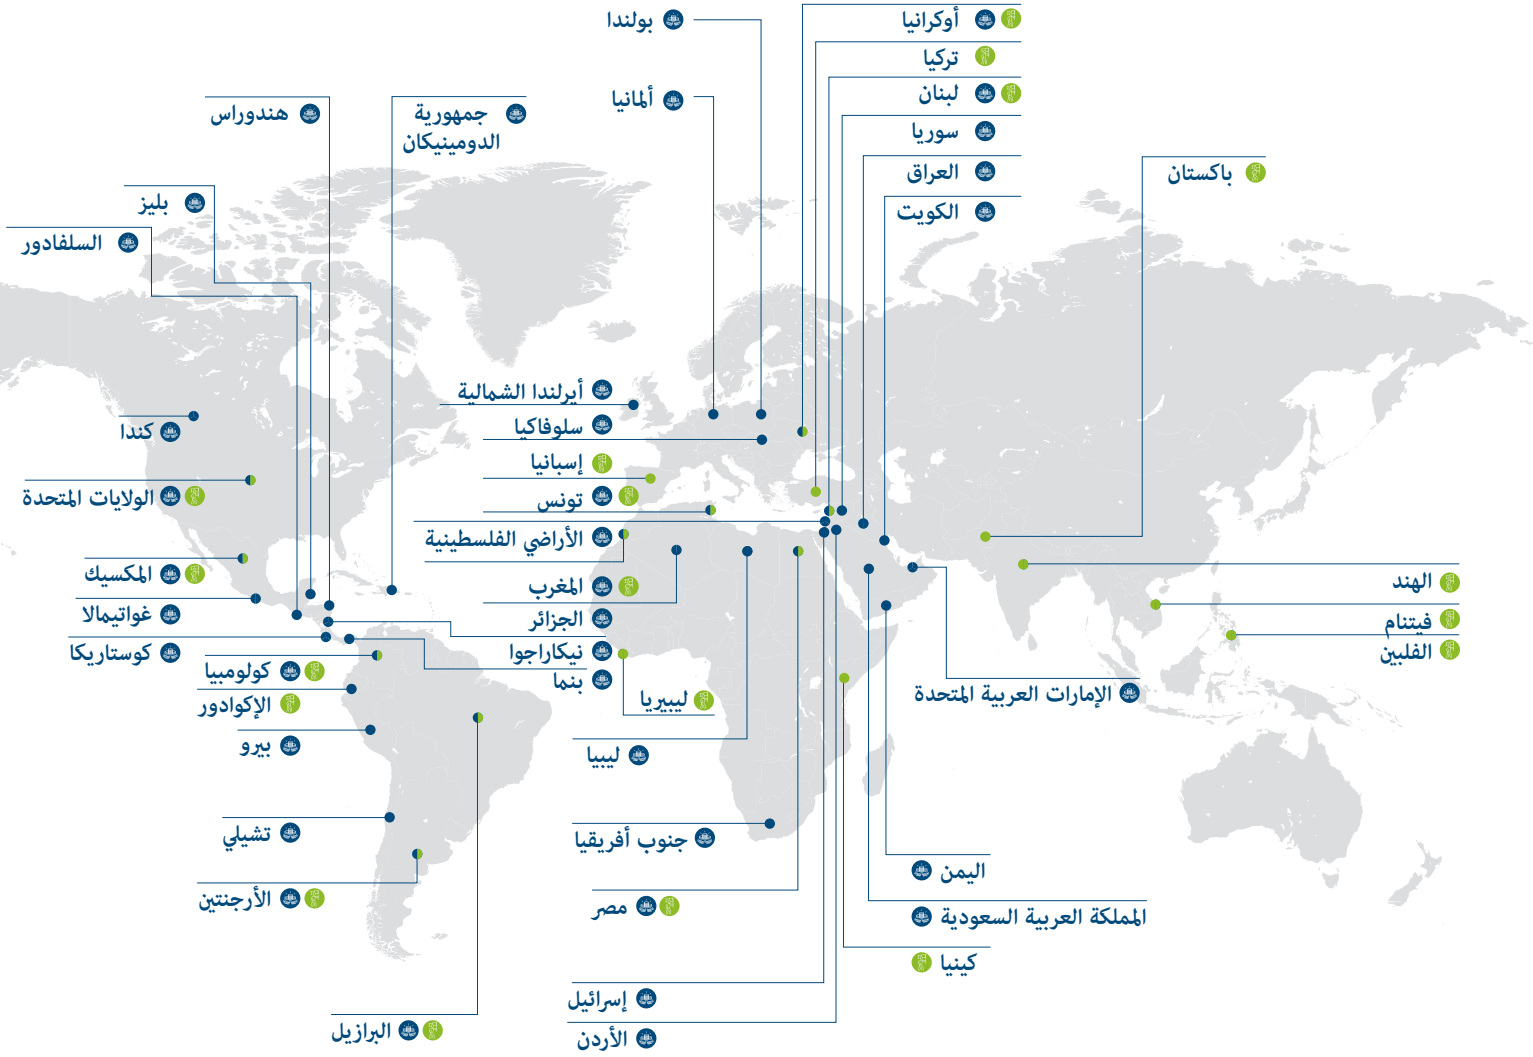 أوكرانيا
تركيا
لبنان
سوريا
العراق
الكويت
بولندا
ألمانيا
باكستان
جمهورية
الدومينيكان
هندوراس
بليز
السلفادور
أيرلندا الشمالية
سلوفاكيا
إسبانيا
تونس
الأراضي الفلسطينية
المغرب
الجزائر
نيكاراجوا
بنما
كندا
الولايات المتحدة
المكسيك
غواتيمالا
كوستاريكا
كولومبيا
الإكوادور
بيرو
تشيلي
الأرجنتين
البرازيل
الهند
فيتنام
الفلبين
الإمارات العربية المتحدة
ليبيريا
ليبيا
جنوب أفريقيا
مصر
اليمن
المملكة العربية السعودية
كينيا
إسرائيل
الأردن